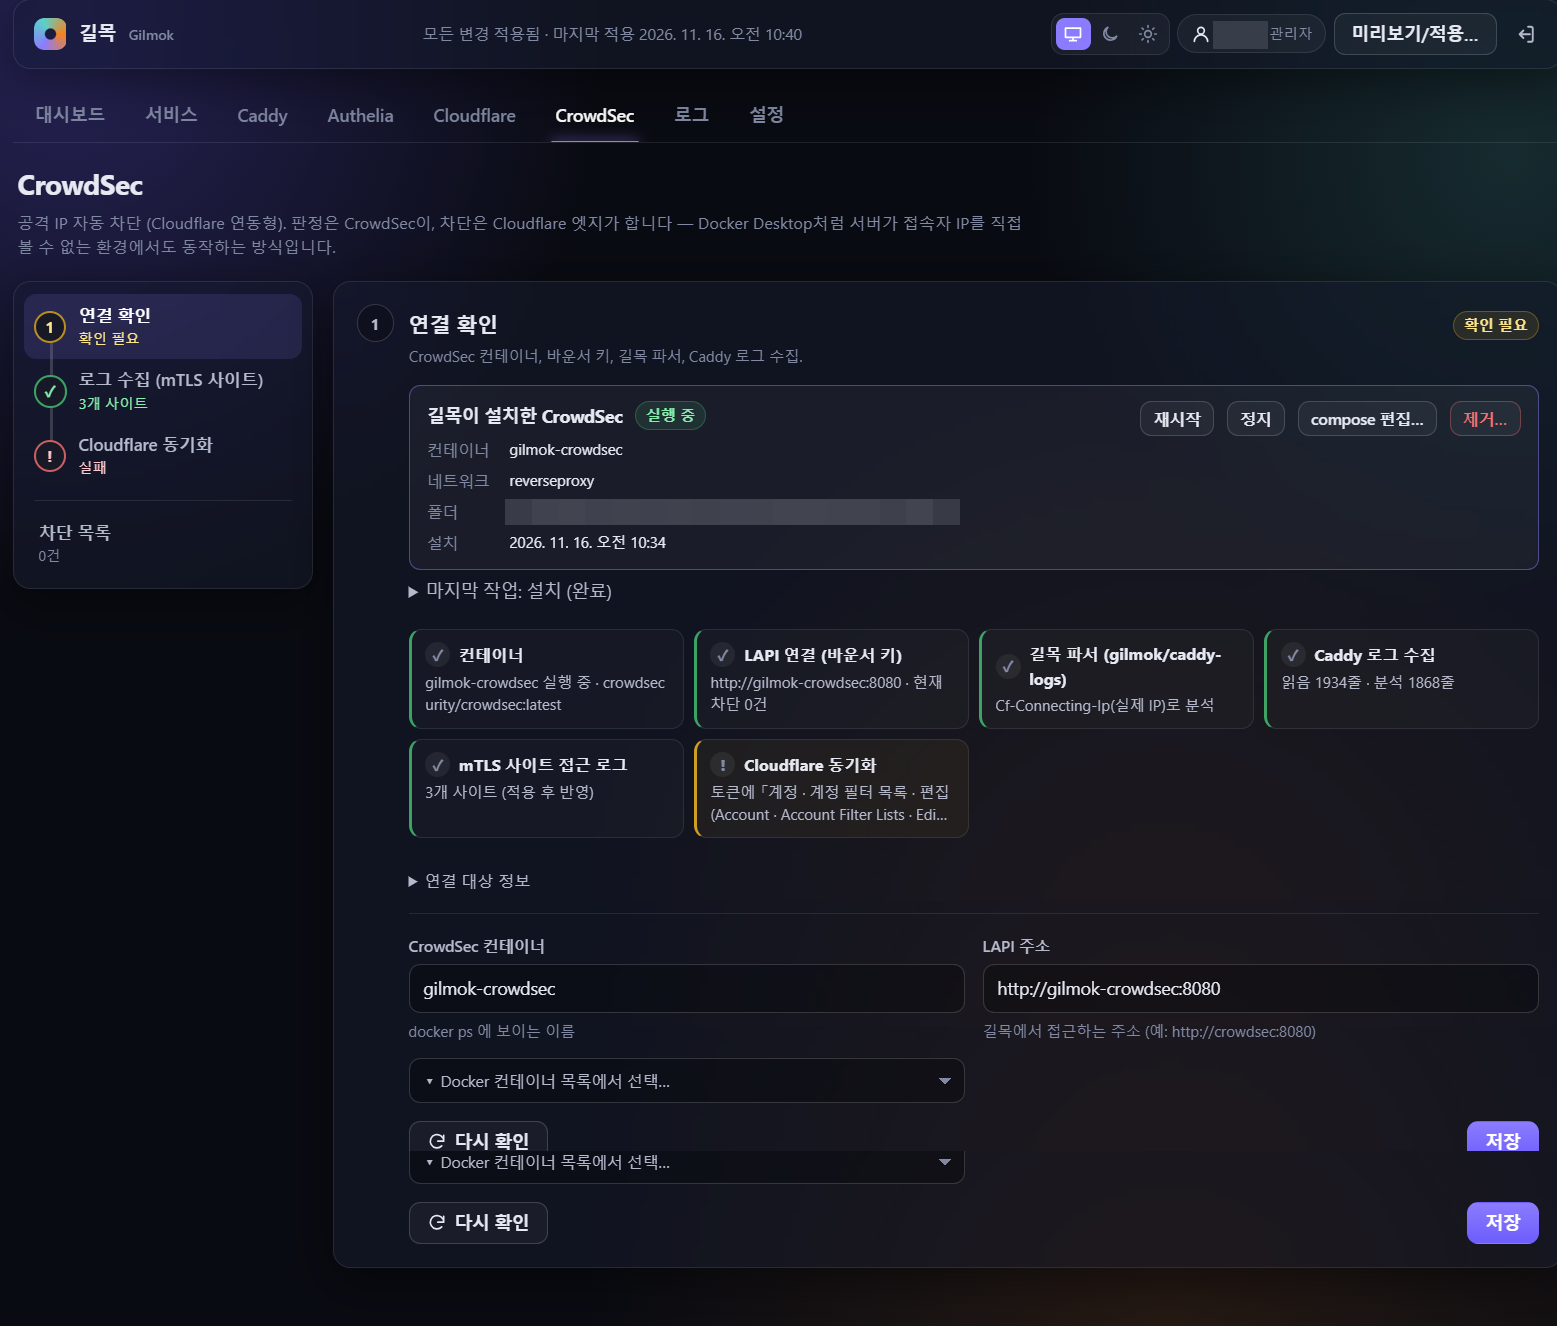 길목 Gilmok
모든 변경 적용됨 · 마지막 적용 2026. 11. 16. 오전 10:40
관리자
미리보기/적용...
대시보드
서비스
Caddy
Authelia
Cloudflare
CrowdSec
로그
설정
CrowdSec
공격 IP 자동 차단 (Cloudflare 연동형). 판정은 CrowdSec이, 차단은 Cloudflare 엣지가 합니다 — Docker Desktop처럼 서버가 접속자 IP를 직접
볼 수 없는 환경에서도 동작하는 방식입니다.
1
연결 확인
확인 필요
로그 수집 (mTLS 사이트)
3개 사이트
!
Cloudflare 동기화
실패
차단 목록
0건
1
연결 확인
확인 필요
CrowdSec 컨테이너, 바운서 키, 길목 파서, Caddy 로그 수집.
길목이 설치한 CrowdSec
실행 중
재시작
정지
compose 편집...
제거...
컨테이너 gilmok-crowdsec
네트워크 reverseproxy
폴더
설치 2026. 11. 16. 오전 10:34
▶ 마지막 작업: 설치 (완료)
✓ 컨테이너
gilmok-crowdsec 실행 중 · crowdsec
urity/crowdsec:latest
✓ LAPI 연결 (바운서 키)
http://gilmok-crowdsec:8080 · 현재
차단 0건
✓ 길목 파서 (gilmok/caddy-
logs)
Cf-Connecting-Ip(실제 IP)로 분석
✓ Caddy 로그 수집
읽음 1934줄 · 분석 1868줄
✓ mTLS 사이트 접근 로그
3개 사이트 (적용 후 반영)
! Cloudflare 동기화
토큰에 「계정 · 계정 필터 목록 · 편집
(Account · Account Filter Lists · Edi...
▶ 연결 대상 정보
CrowdSec 컨테이너
gilmok-crowdsec
docker ps 에 보이는 이름
LAPI 주소
http://gilmok-crowdsec:8080
길목에서 접근하는 주소 (예: http://crowdsec:8080)
▾ Docker 컨테이너 목록에서 선택...
다시 확인
저장
▾ Docker 컨테이너 목록에서 선택...
다시 확인
저장